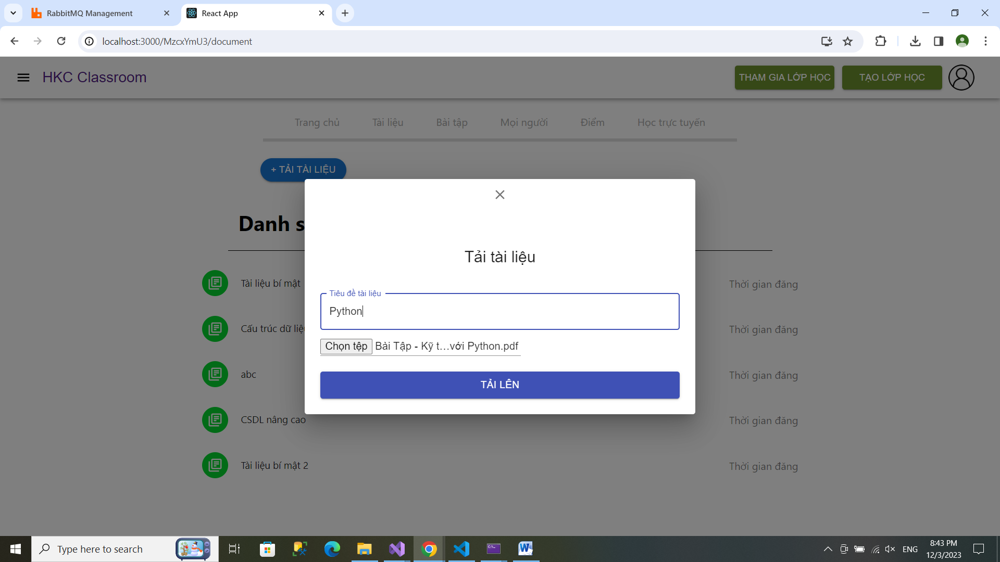 RabbitMQ Management
React App
localhost:3000/MzcxYmU3/document
HKC Classroom
THAM GIA LỚP HỌC
TẠO LỚP HỌC
Trang chủ
Tài liệu
Bài tập
Mọi người
Điểm
Học trực tuyến
+ TẢI TÀI LIỆU
Danh s
Tải tài liệu
Tiêu đề tài liệu
Python
Chọn tệp Bài Tập - Kỹ t...với Python.pdf
TẢI LÊN
Tài liệu bí mật
Thời gian đăng
Cấu trúc dữ liệu
Thời gian đăng
abc
Thời gian đăng
CSDL nâng cao
Thời gian đăng
Tài liệu bí mật 2
Thời gian đăng
Type here to search
ENG
8:43 PM
12/3/2023